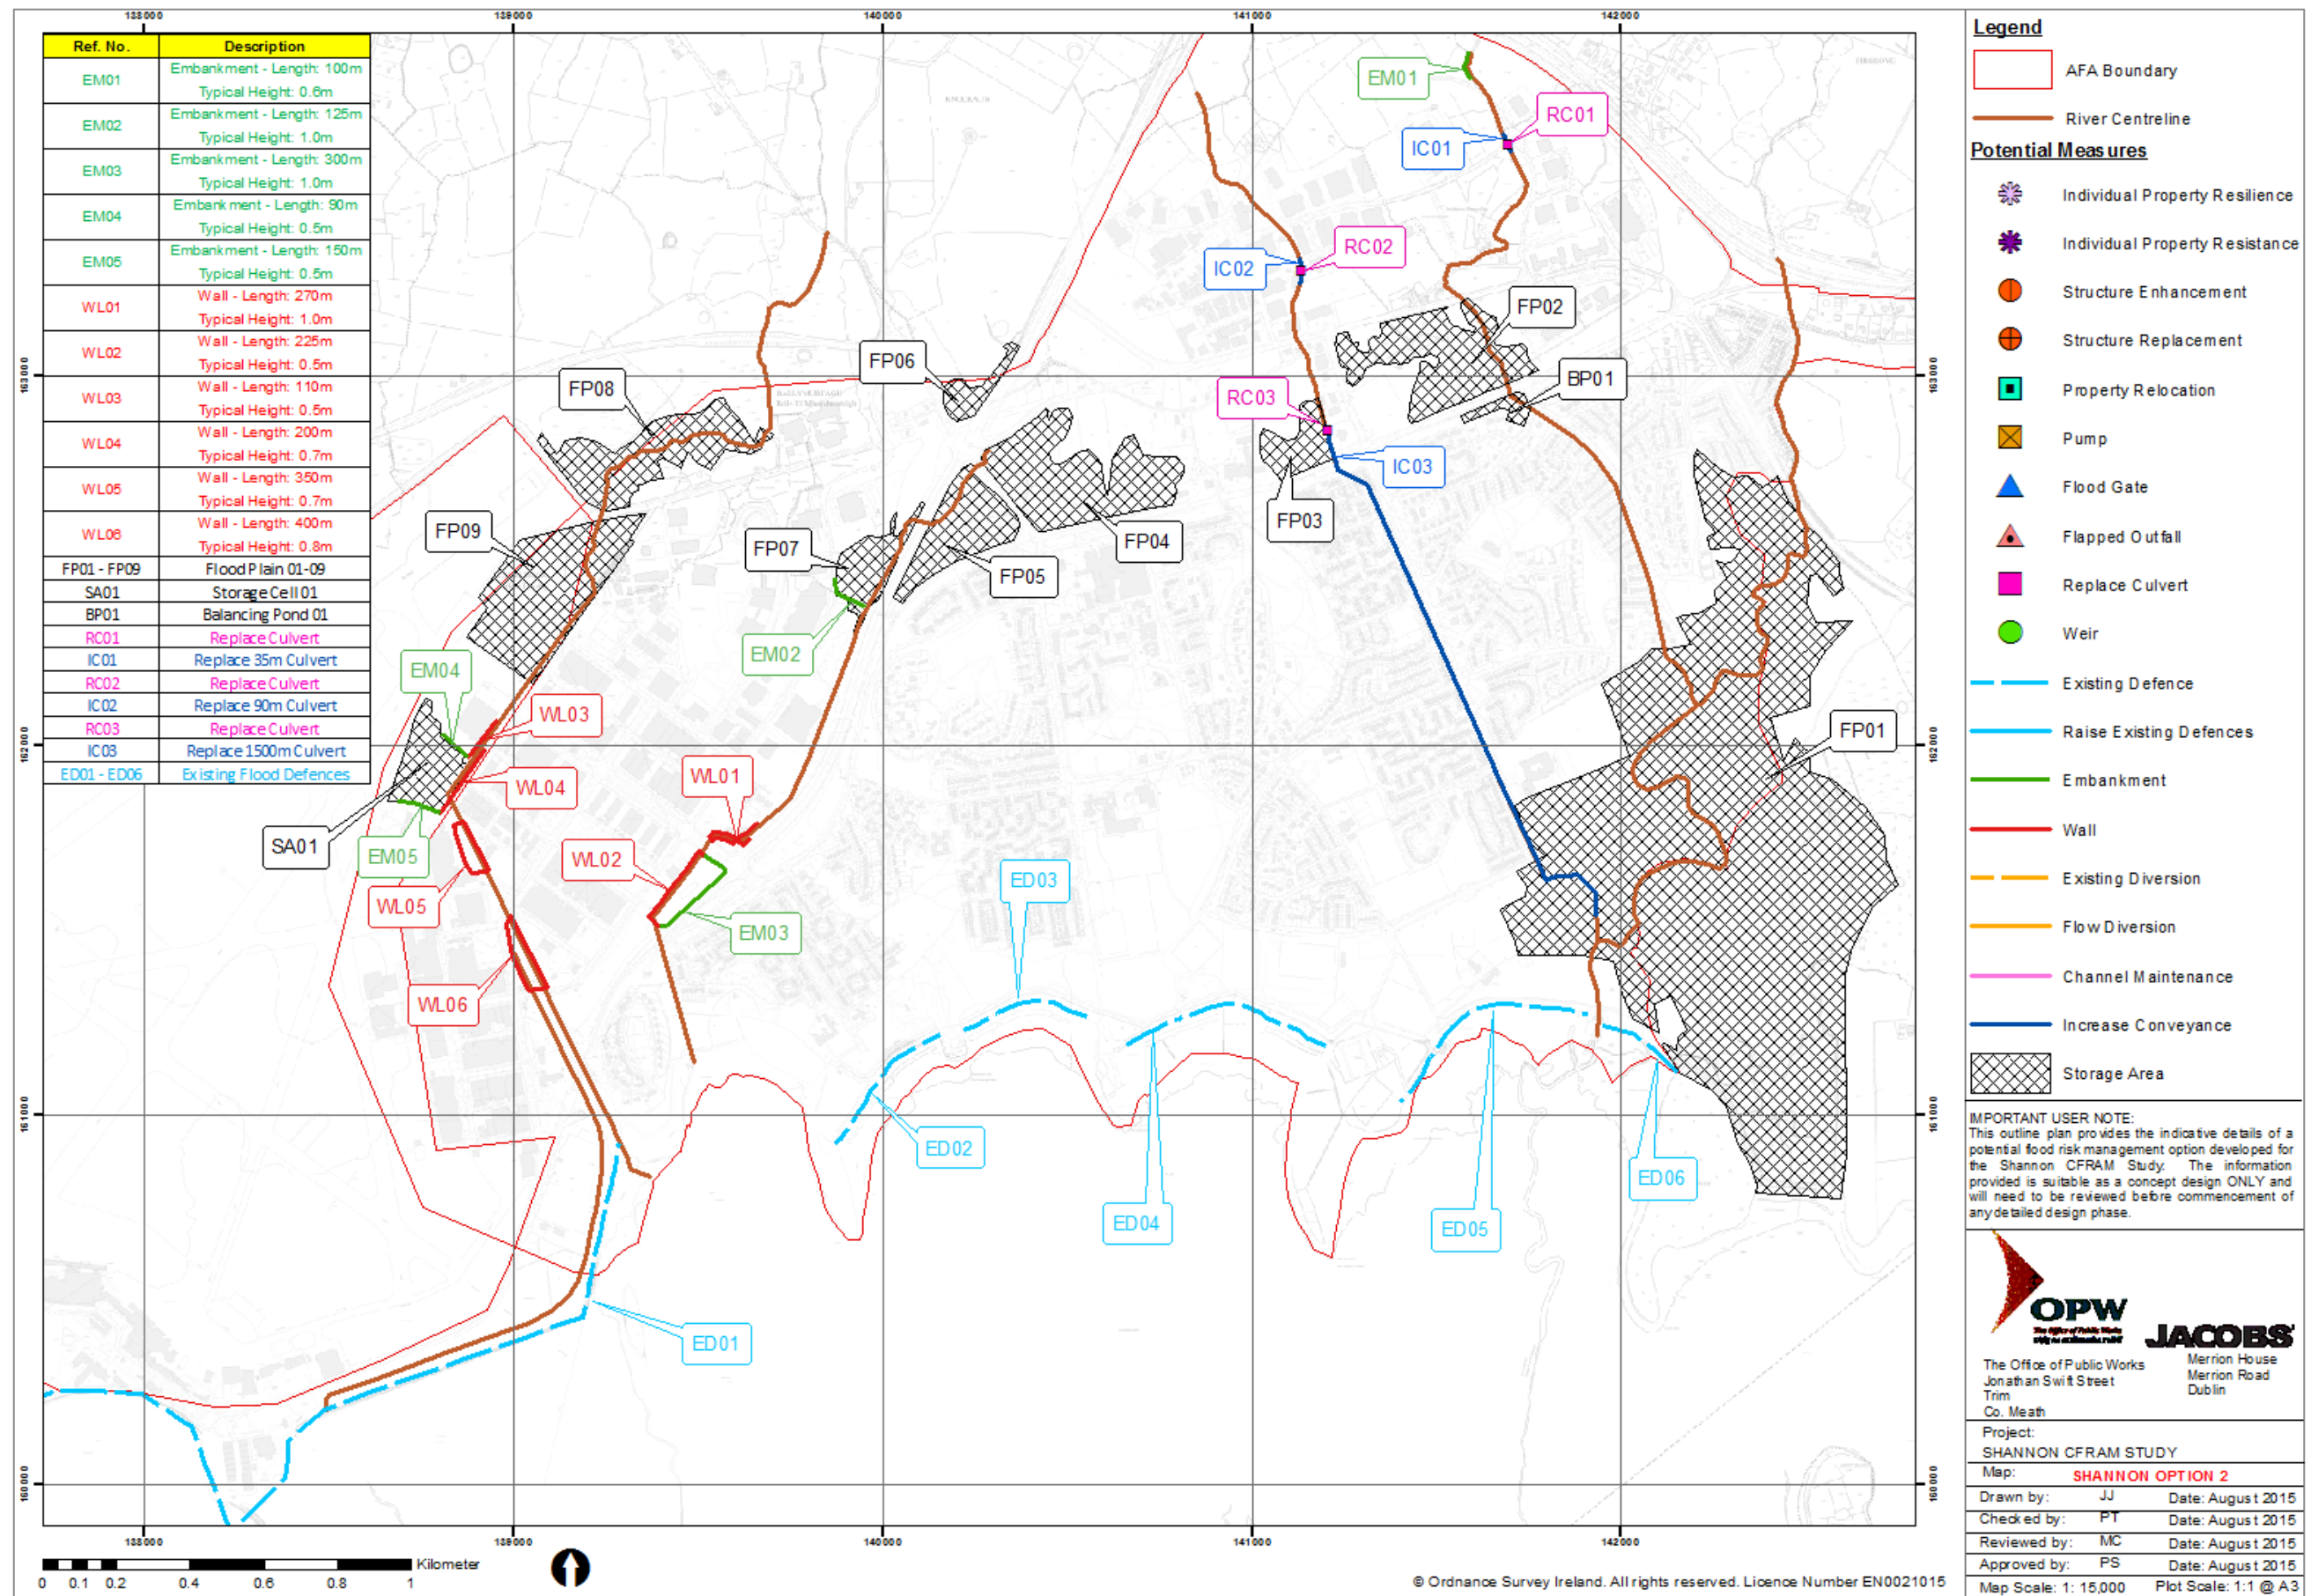 138000
139000
140000
141000
142000
Ref. No. Description
EM01 Embankment - Length: 100m
Typical Height: 0.6m
EM02 Embankment - Length: 125m
Typical Height: 1.0m
EM03 Embankment - Length: 300m
Typical Height: 1.0m
EM04 Embankment - Length: 90m
Typical Height: 0.5m
EM05 Embankment - Length: 150m
Typical Height: 0.5m
WL01 Wall - Length: 270m
Typical Height: 1.0m
WL02 Wall - Length: 225m
Typical Height: 0.5m
WL03 Wall - Length: 110m
Typical Height: 0.5m
WL04 Wall - Length: 200m
Typical Height: 0.7m
WL05 Wall - Length: 350m
Typical Height: 0.7m
WL06 Wall - Length: 400m
Typical Height: 0.8m
FP01 - FP09 Flood Plain 01-09
SA01 Storage Cell 01
BP01 Balancing Pond 01
RC01 Replace Culvert
IC01 Replace 35m Culvert
RC02 Replace Culvert
IC02 Replace 90m Culvert
RC03 Replace Culvert
IC03 Replace 1500m Culvert
ED01 - ED06 Existing Flood Defences
EM01
RC01
IC01
RC02
IC02
FP02
FP06
FP08
BP01
RC03
IC03
FP03
FP09
FP07
FP04
FP05
EM02
EM04
WL03
FP01
WL04
WL01
SA01
EM05
WL02
WL05
ED03
EM03
WL06
ED02
ED06
ED04
ED05
ED01
163000
162000
161000
160000
163000
162000
161000
160000
138000
139000
140000
141000
142000
Kilometer
0 0.1 0.2 0.4 0.6 0.8 1
© Ordnance Survey Ireland. All rights reserved. Licence Number EN0021015
Legend
AFA Boundary
River Centreline
Potential Measures
Individual Property Resilience
Individual Property Resistance
Structure Enhancement
Structure Replacement
Property Relocation
Pump
Flood Gate
Flapped Outfall
Replace Culvert
Weir
Existing Defence
Raise Existing Defences
Embankment
Wall
Existing Diversion
Flow Diversion
Channel Maintenance
Increase Conveyance
Storage Area
IMPORTANT USER NOTE:
This outline plan provides the indicative details of a
potential flood risk management option developed for
the Shannon CFRAM Study. The information
provided is suitable as a concept design ONLY and
will need to be reviewed before commencement of
any detailed design phase.
OPW
The Office of Public Works
JACOBS
The Office of Public Works
Jonathan Swift Street
Trim
Co. Meath
Merrion House
Merrion Road
Dublin
Project:
SHANNON CFRAM STUDY
Map: SHANNON OPTION 2
Drawn by: JJ Date: August 2015
Checked by: PT Date: August 2015
Reviewed by: MC Date: August 2015
Approved by: PS Date: August 2015
Map Scale: 1: 15,000 Plot Scale: 1:1 @ A3